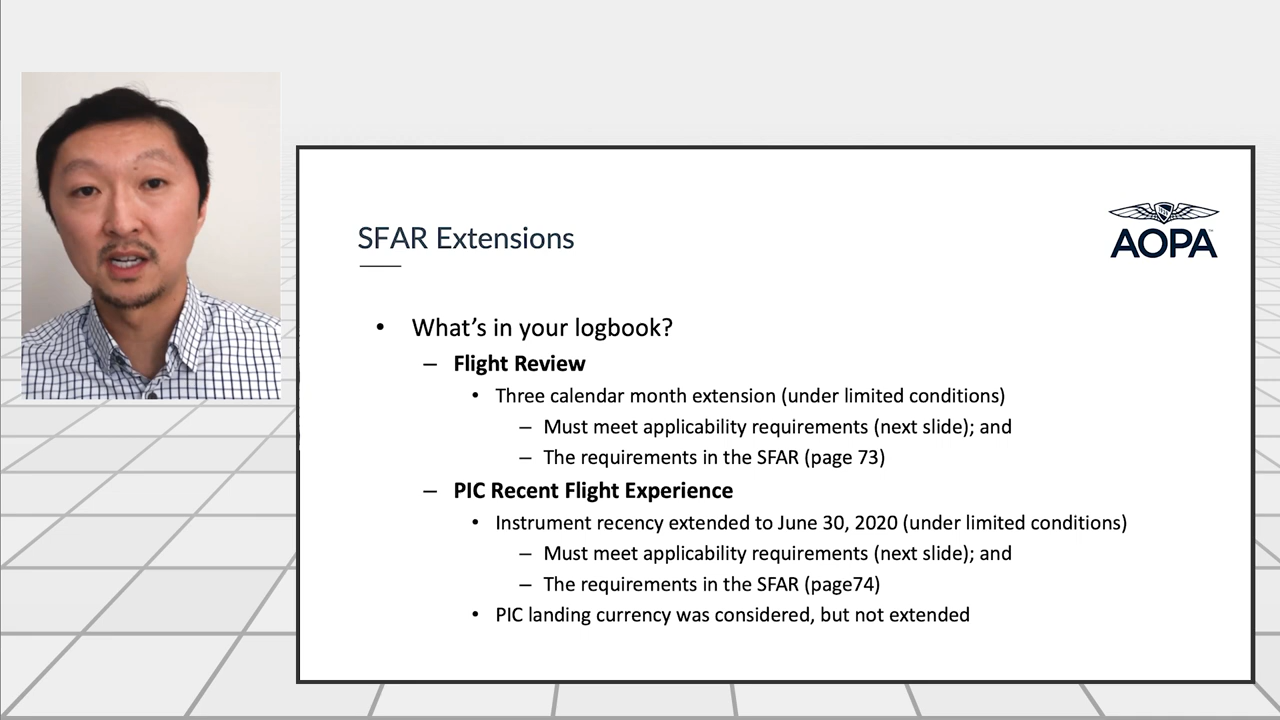 SFAR Extensions
AOPA
• What's in your logbook?
– Flight Review
• Three calendar month extension (under limited conditions)
– Must meet applicability requirements (next slide); and
– The requirements in the SFAR (page 73)
– PIC Recent Flight Experience
• Instrument recency extended to June 30, 2020 (under limited conditions)
– Must meet applicability requirements (next slide); and
– The requirements in the SFAR (page74)
• PIC landing currency was considered, but not extended